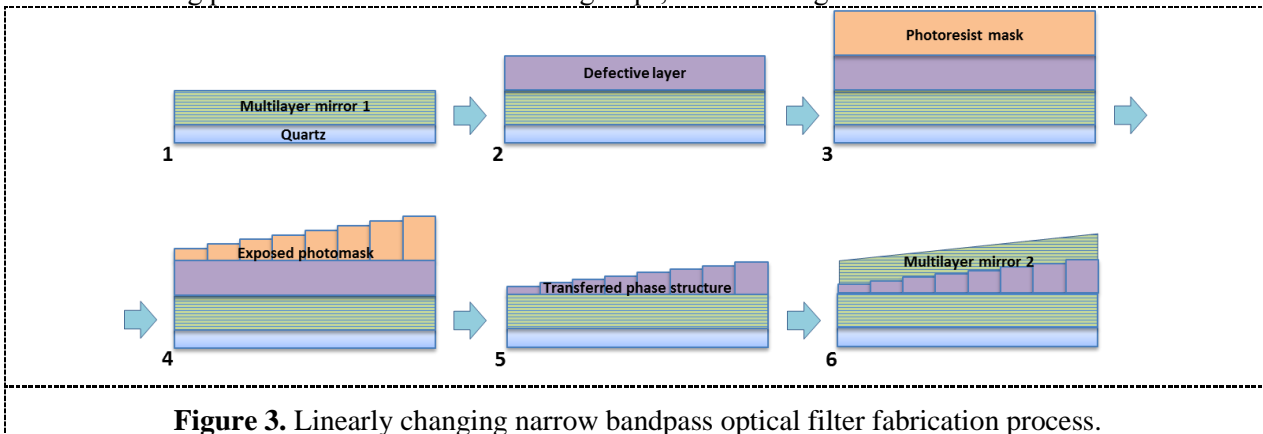 Photoresist mask
Defective layer
Multilayer mirror 1
Quartz
1
2
3
Exposed photomask
Transferred phase structure
Multilayer mirror 2
4
5
6
Figure 3. Linearly changing narrow bandpass optical filter fabrication process.